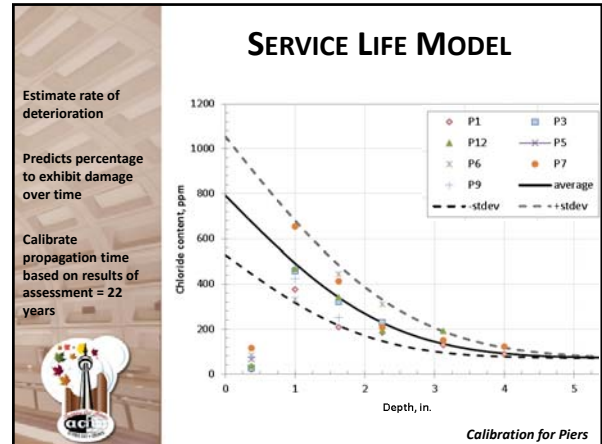 SERVICE LIFE MODEL
Estimate rate of
deterioration
Predicts percentage
to exhibit damage
over time
Calibrate
propagation time
based on results of
assessment = 22
years
aci
1200
1000
800
600
400
200
0
Chloride content, ppm
0 1 2 3 4 5
Depth, in.
P1 P3
P12 P5
P6 P7
P9 average
-stdev +stdev
Calibration for Piers